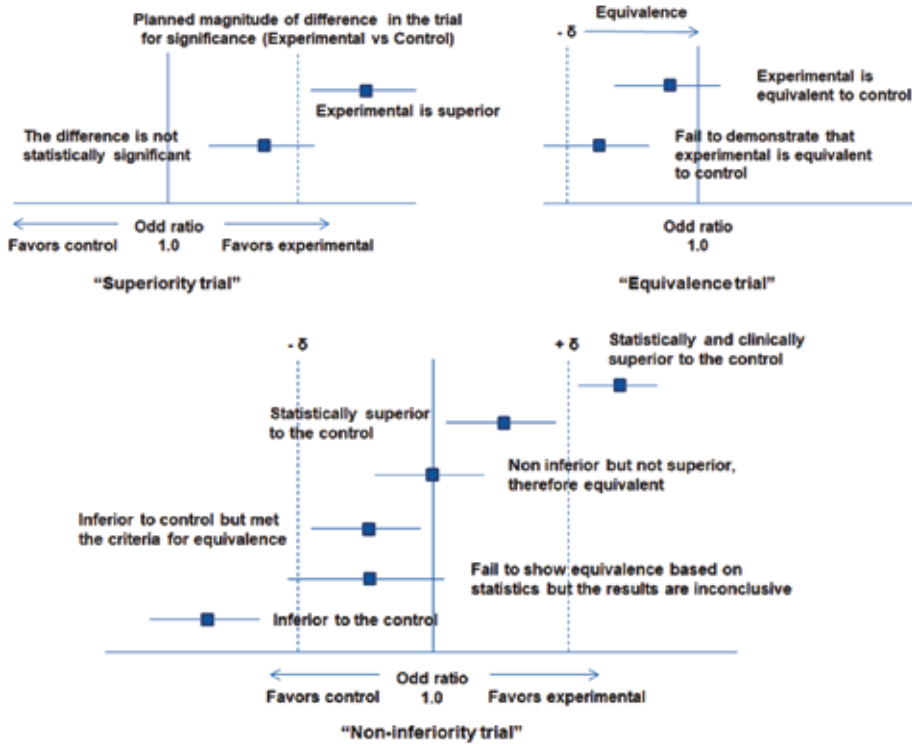 Planned magnitude of difference in the trial
for significance (Experimental vs Control)
Experimental is superior
The difference is not
statistically significant
Odd ratio
1.0
Favors control
Favors experimental
“Superiority trial”
Equivalence
- δ
Experimental is
equivalent to control
Fail to demonstrate that
experimental is equivalent
to control
Odd ratio
1.0
“Equivalence trial”
- δ
+ δ
Statistically and clinically
superior to the control
Statistically superior
to the control
Non inferior but not superior,
therefore equivalent
Inferior to control but met
the criteria for equivalence
Fail to show equivalence based on
statistics but the results are inconclusive
Inferior to the control
Odd ratio
1.0
Favors control
Favors experimental
“Non-inferiority trial”